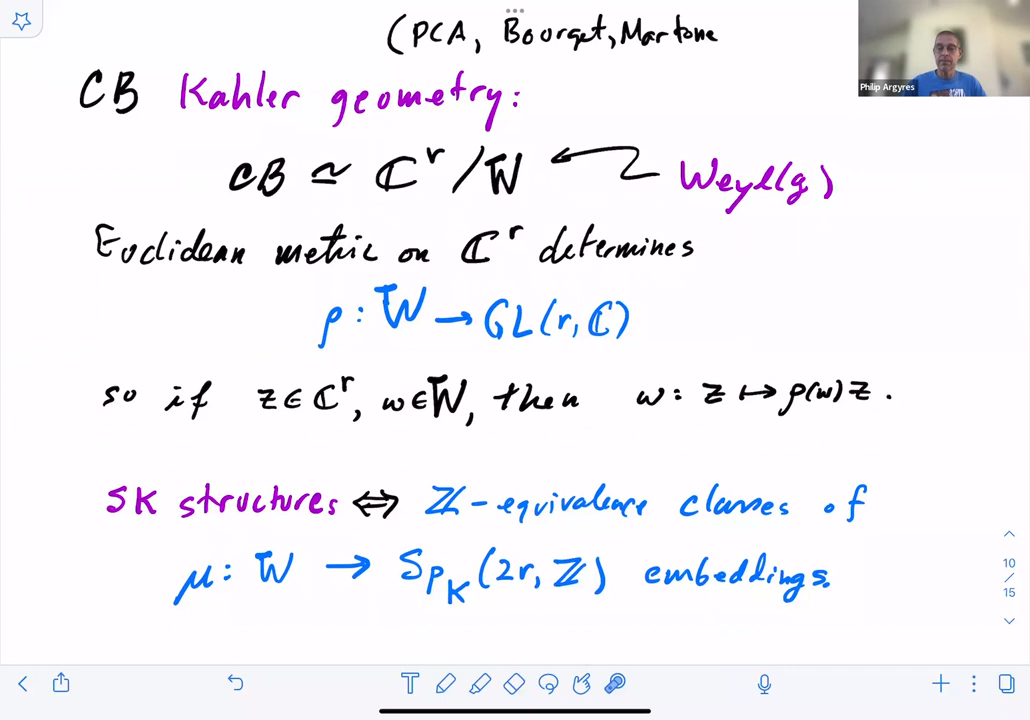 (PCA, Bourget, Martone
Philip Argyres
CB Kahler geometry:
CB ≃ ℂ^r / W ← Weyl(g)
Euclidean metric on ℂ^r determines
ρ : W → GL(r, ℂ)
so if z ∈ ℂ^r, w ∈ W, then w : z ↦ ρ(w) z .
SK structures ⇔ ℤ-equivalence classes of
μ : W → Sp_K (2r, ℤ) embeddings.
10
/
15
T